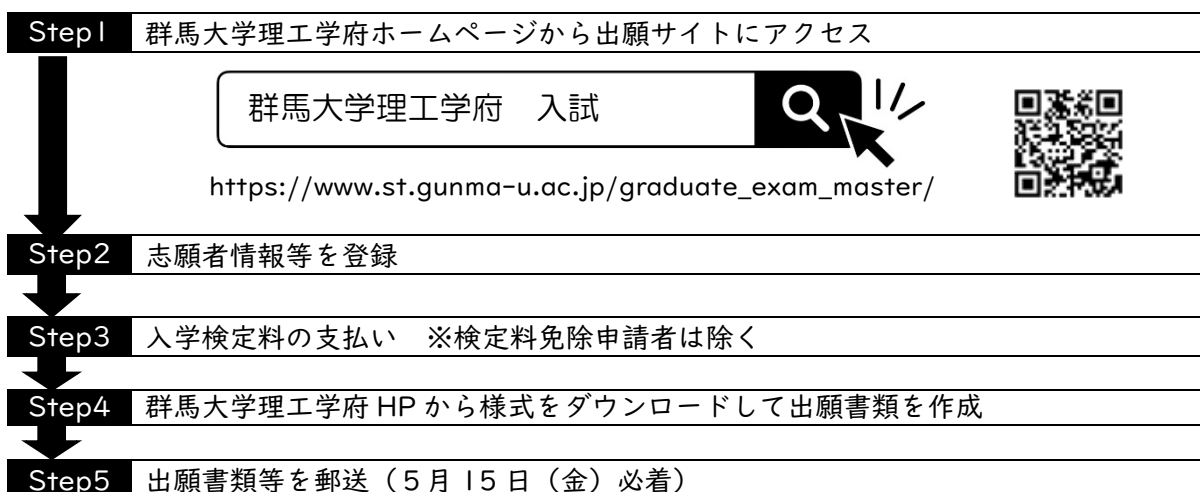 Step1 群馬大学理工学府ホームページから出願サイトにアクセス
群馬大学理工学府 入試
https://www.st.gunma-u.ac.jp/graduate_exam_master/
Step2 志願者情報等を登録
Step3 入学検定料の支払い ※検定料免除申請者は除く
Step4 群馬大学理工学府 HP から様式をダウンロードして出願書類を作成
Step5 出願書類等を郵送（５月１５日（金）必着）